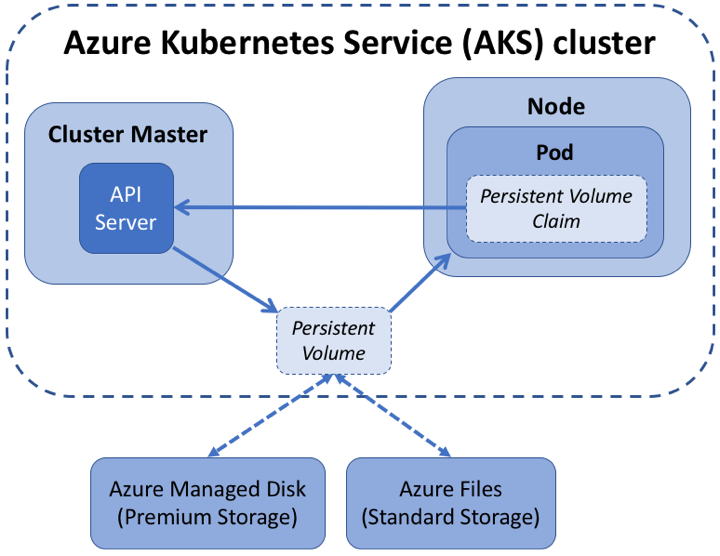 Azure Kubernetes Service (AKS) cluster
Cluster Master
API
Server
Node
Pod
Persistent Volume
Claim
Persistent
Volume
Azure Managed Disk
(Premium Storage)
Azure Files
(Standard Storage)